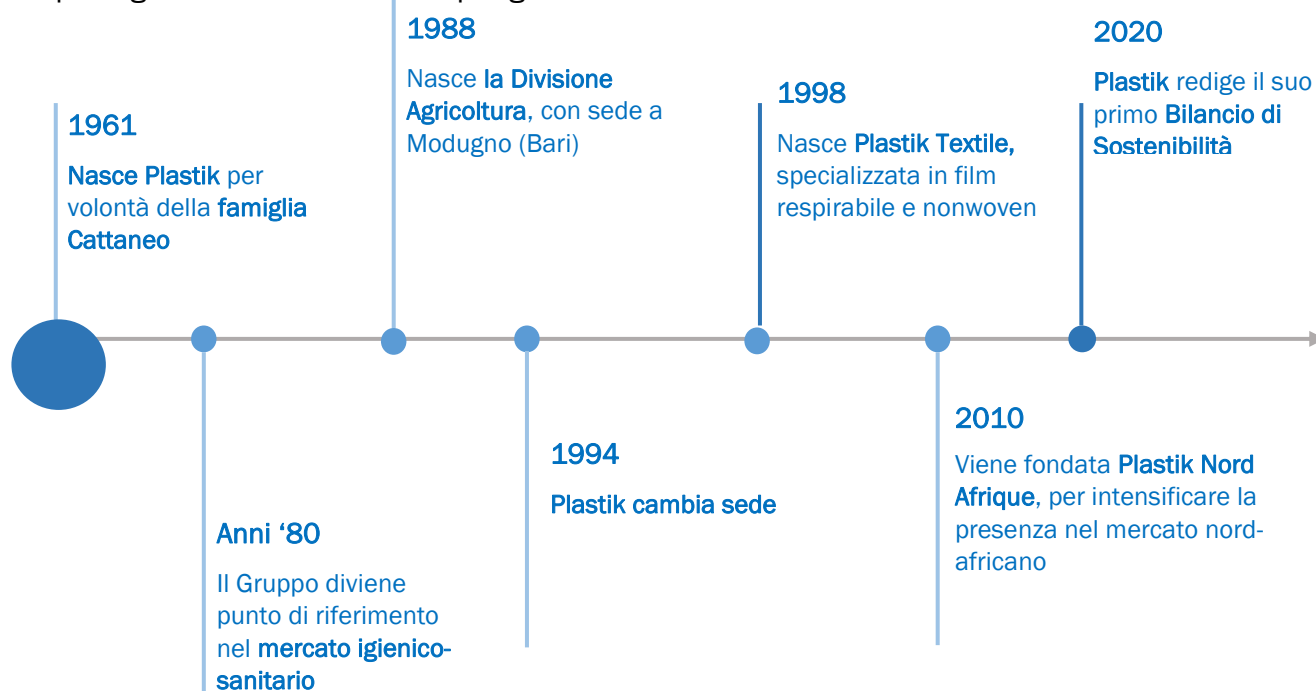 1961
Nasce Plastik per
volontà della famiglia
Cattaneo
Anni ‘80
Il Gruppo diviene
punto di riferimento
nel mercato igienico-
sanitario
1988
Nasce la Divisione
Agricoltura, con sede a
Modugno (Bari)
1994
Plastik cambia sede
1998
Nasce Plastik Textile,
specializzata in film
respirabile e nonwoven
2010
Viene fondata Plastik Nord
Afrique, per intensificare la
presenza nel mercato nord-
africano
2020
Plastik redige il suo
primo Bilancio di
Sostenibilità